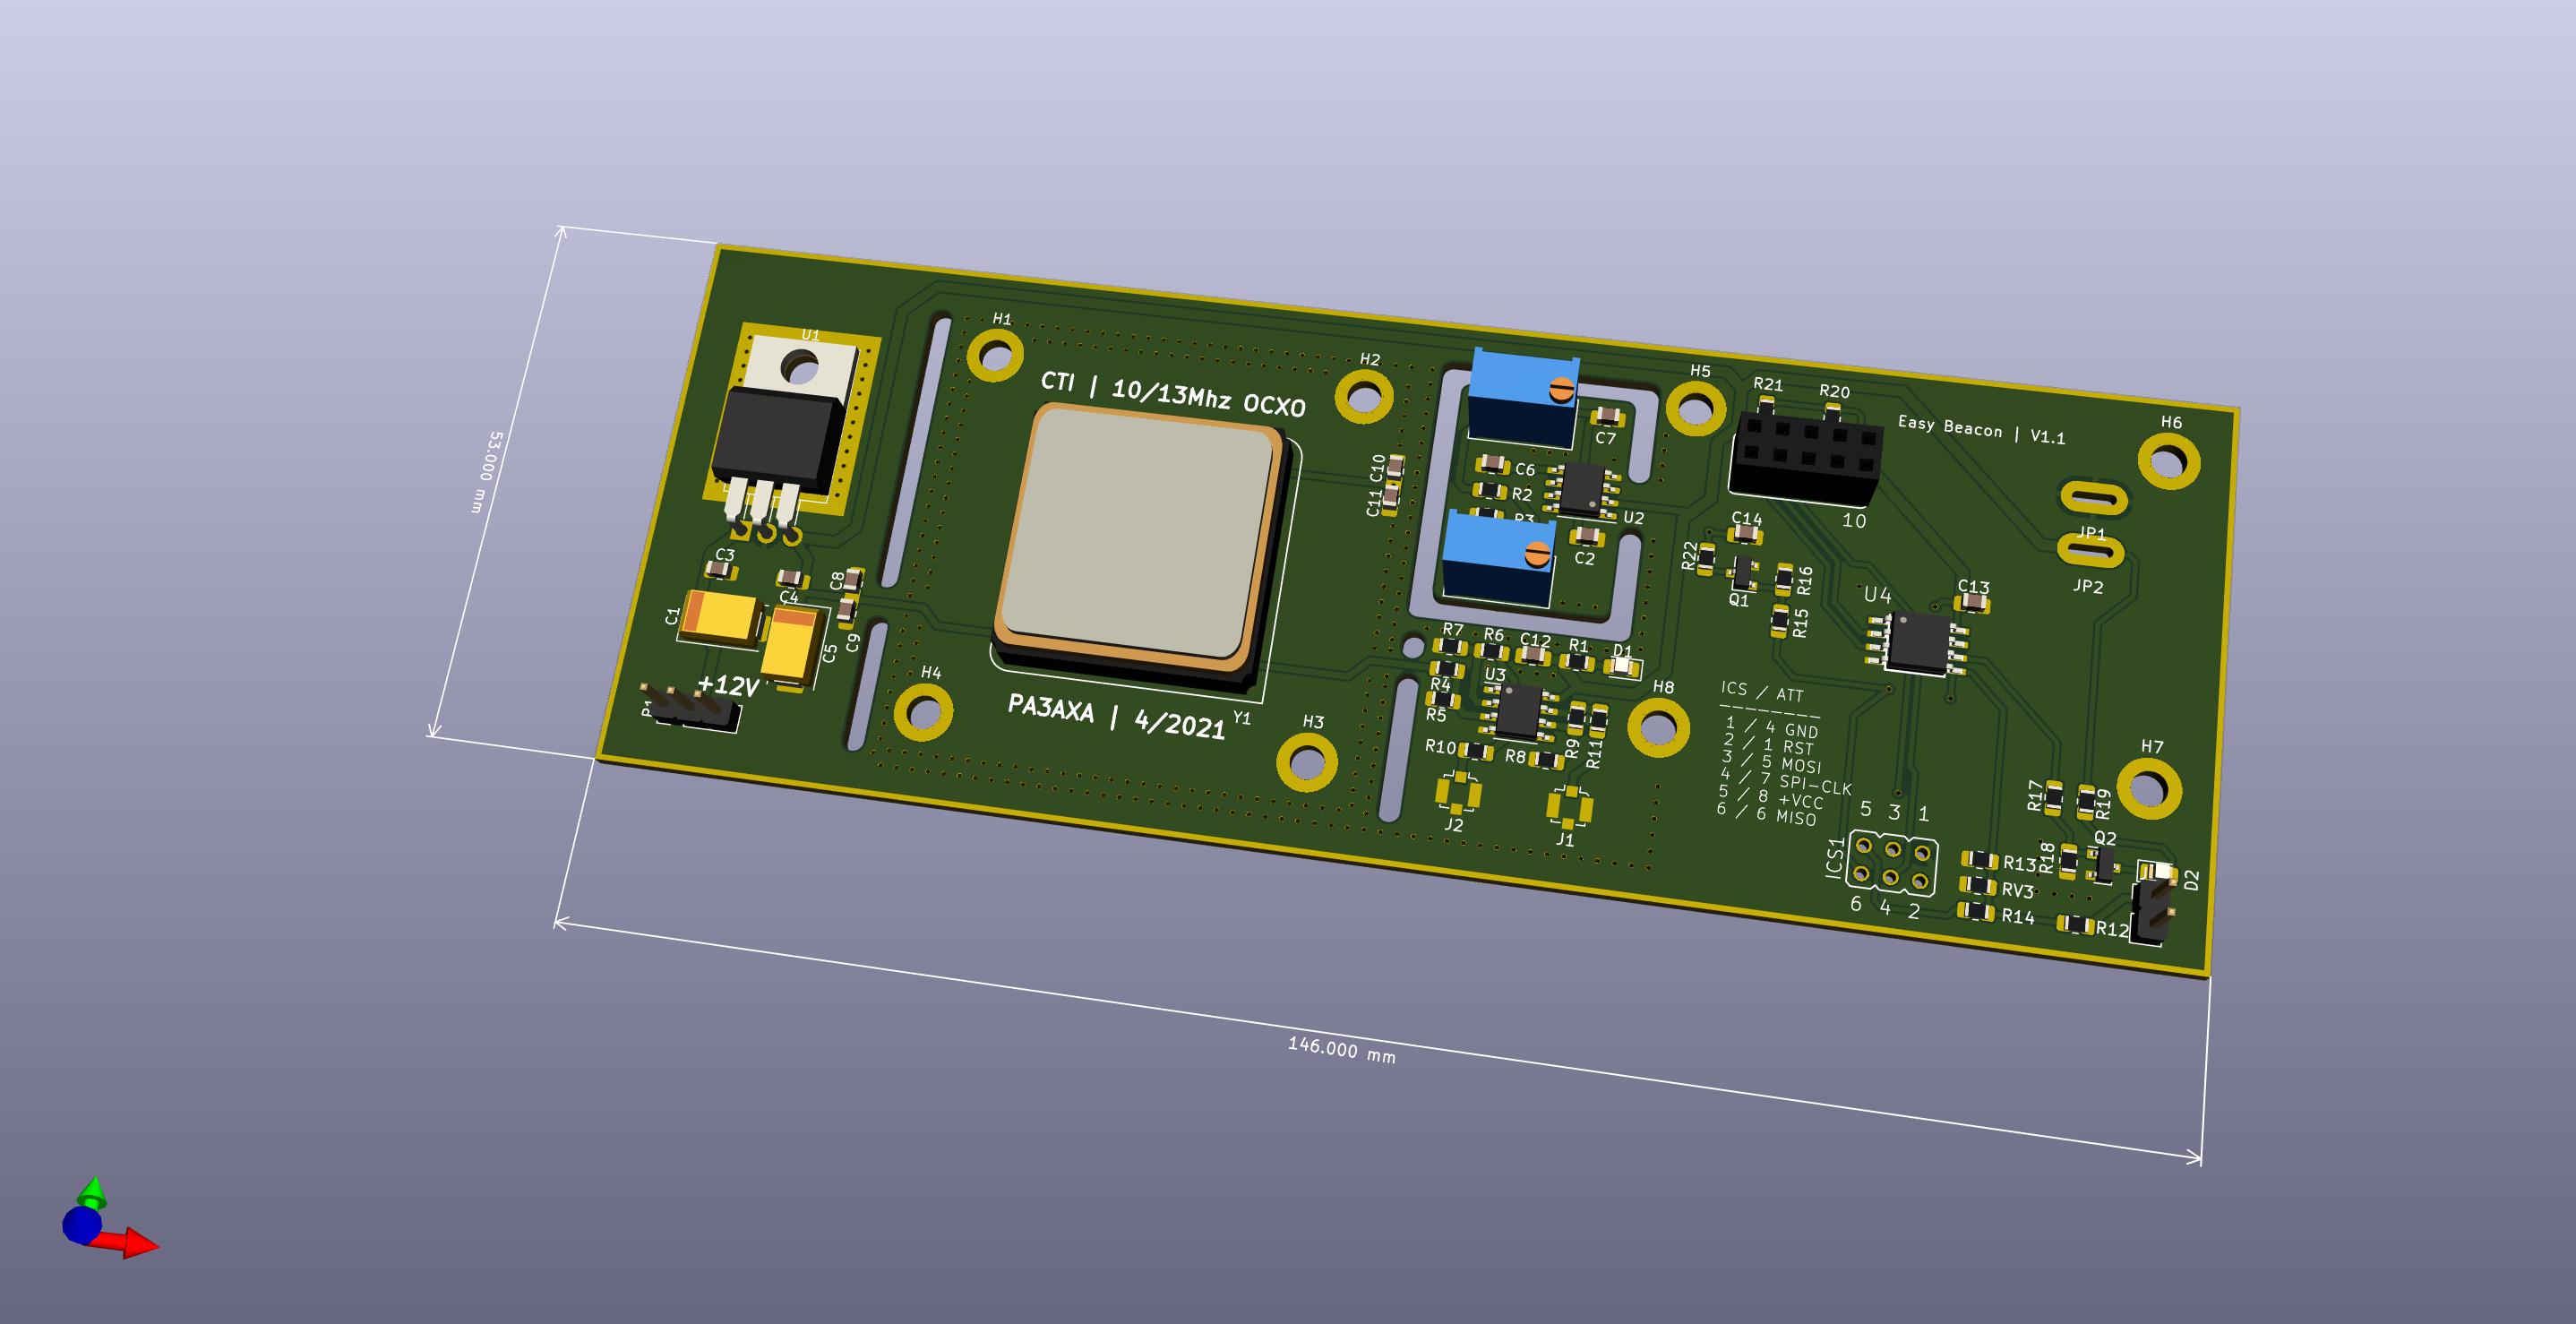 53.000 mm
U1
H1
H2
CTI | 10/13Mhz OCXO
H5
R21
R20
Easy Beacon | V1.1
H6
C7
C10
C11
C6
R2
R3
U2
C2
10
C14
R22
Q1
R16
R15
U4
C13
JP1
JP2
C3
C4
C8
C9
C1
C5
+12V
P1
H4
PA3AXA | 4/2021
Y1
H3
R7
R6
C12
R1
D1
R4
U3
R5
R10
R8
R9
R11
H8
J2
J1
ICS / ATT
--------
1 / 4 GND
2 / 1 RST
3 / 5 MOSI
4 / 7 SPI-CLK
5 / 8 +VCC
6 / 6 MISO
5 3 1
ICS1
6 4 2
H7
R17
R19
Q2
R18
R13
RV3
R14
R12
D2
146.000 mm